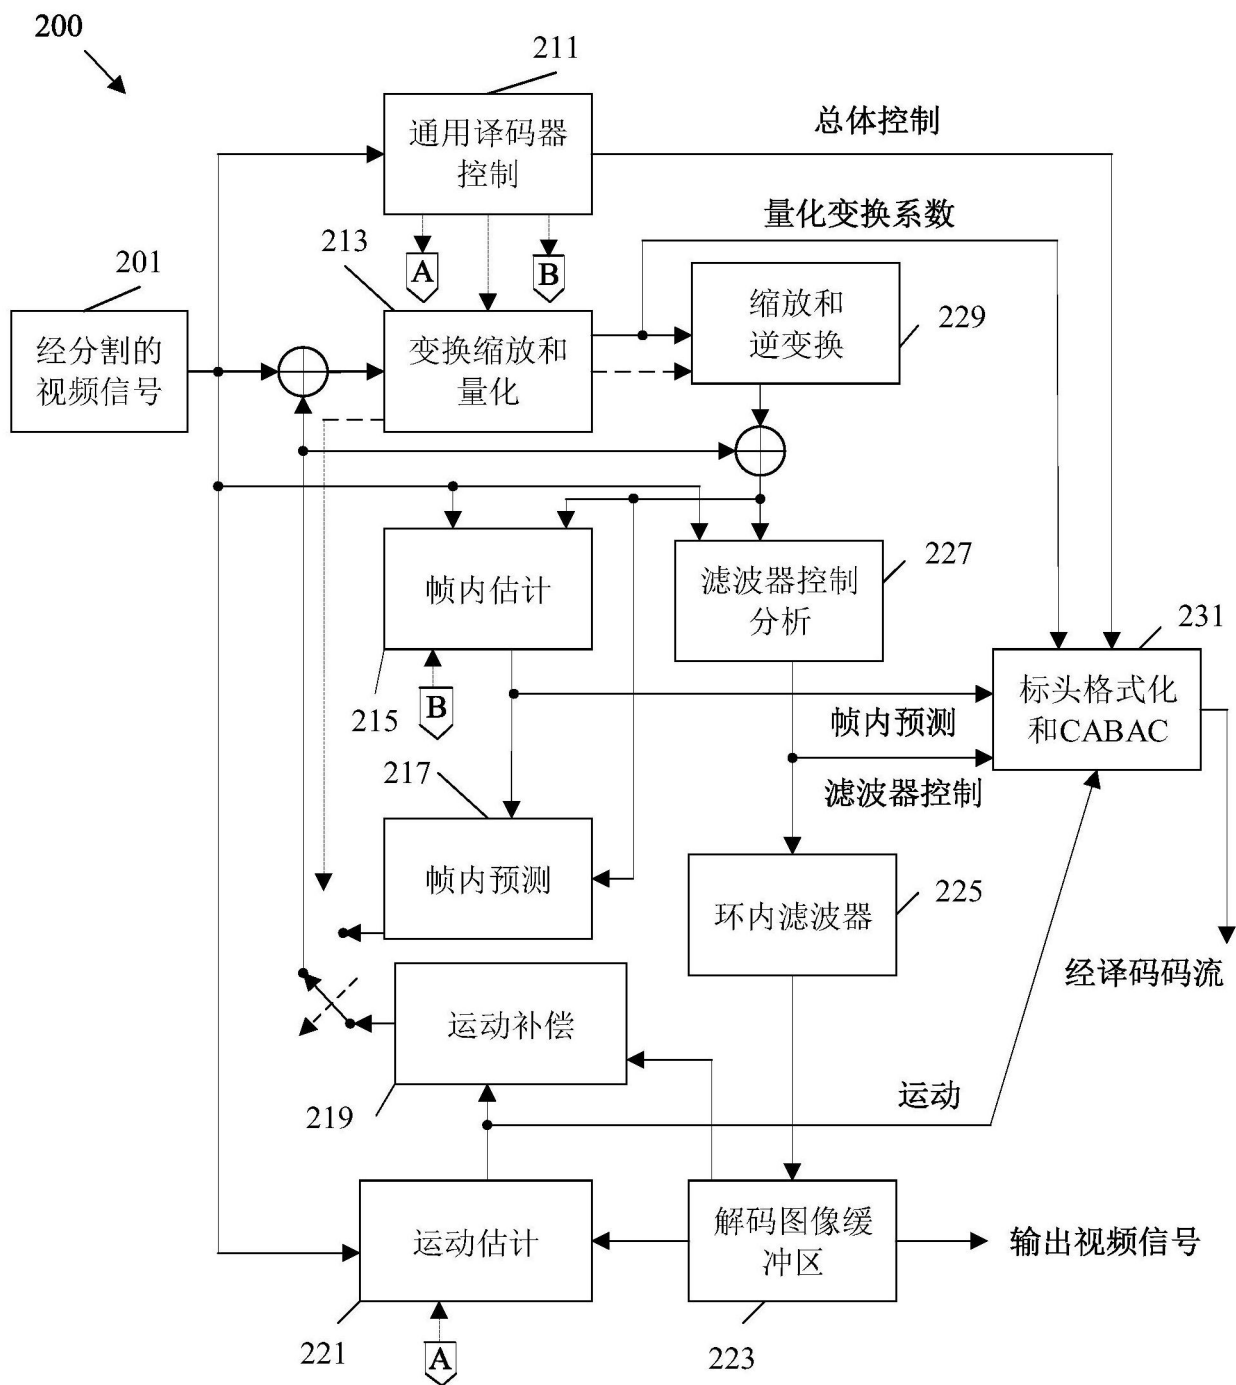 200
211
通用译码器
控制
总体控制
量化变换系数
A
B
213
201
经分割的
视频信号
变换缩放和
量化
缩放和
逆变换
229
帧内估计
滤波器控制
分析
227
215
B
231
标头格式化
和CABAC
帧内预测
滤波器控制
217
帧内预测
环内滤波器
225
经译码码流
运动补偿
219
运动
运动估计
解码图像缓
冲区
输出视频信号
221
A
223